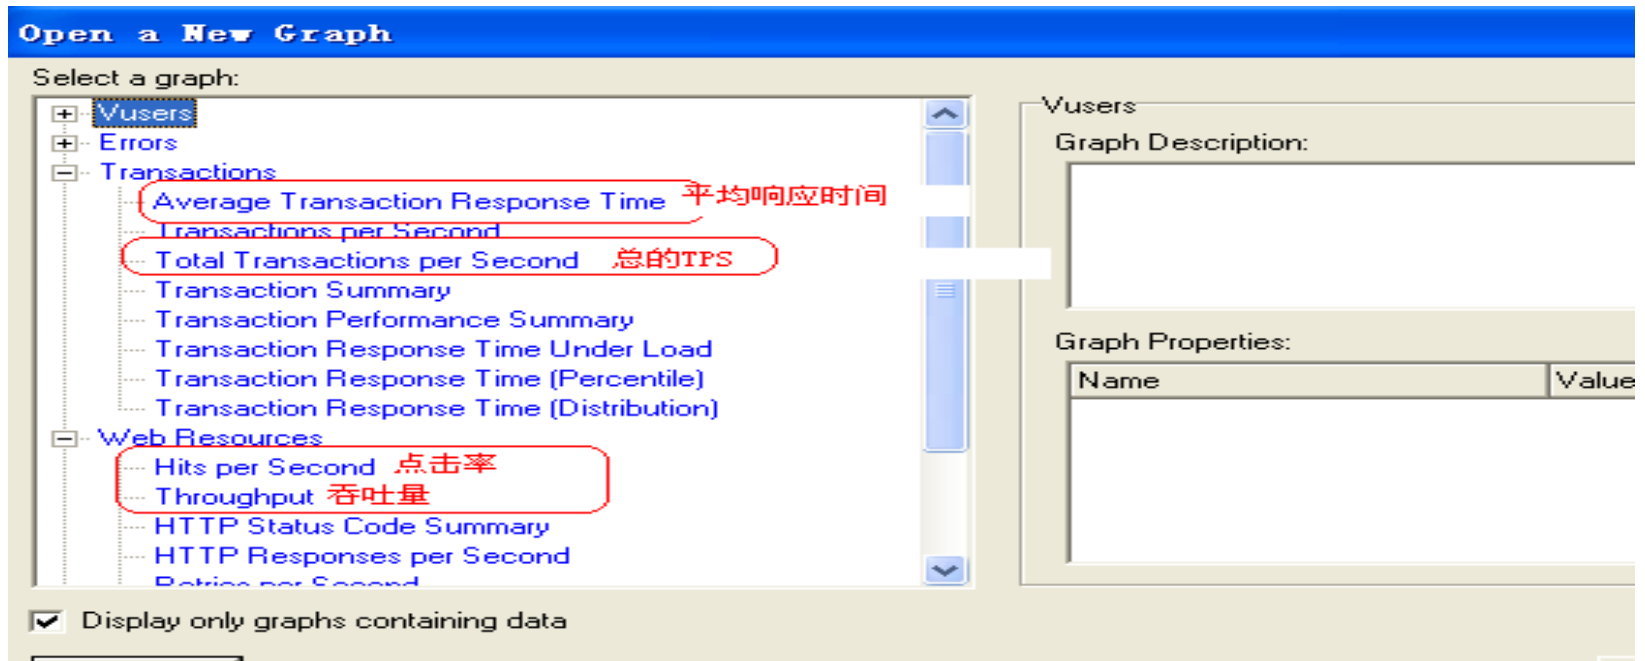 Open a New Graph
Select a graph:
Vusers
Errors
Transactions
Average Transaction Response Time 平均响应时间
Transactions per Second
Total Transactions per Second 总的TPS
Transaction Summary
Transaction Performance Summary
Transaction Response Time Under Load
Transaction Response Time (Percentile)
Transaction Response Time (Distribution)
Web Resources
Hits per Second 点击率
Throughput 吞吐量
HTTP Status Code Summary
HTTP Responses per Second
Retries per Second
Display only graphs containing data
Vusers
Graph Description:
Graph Properties:
Name Value